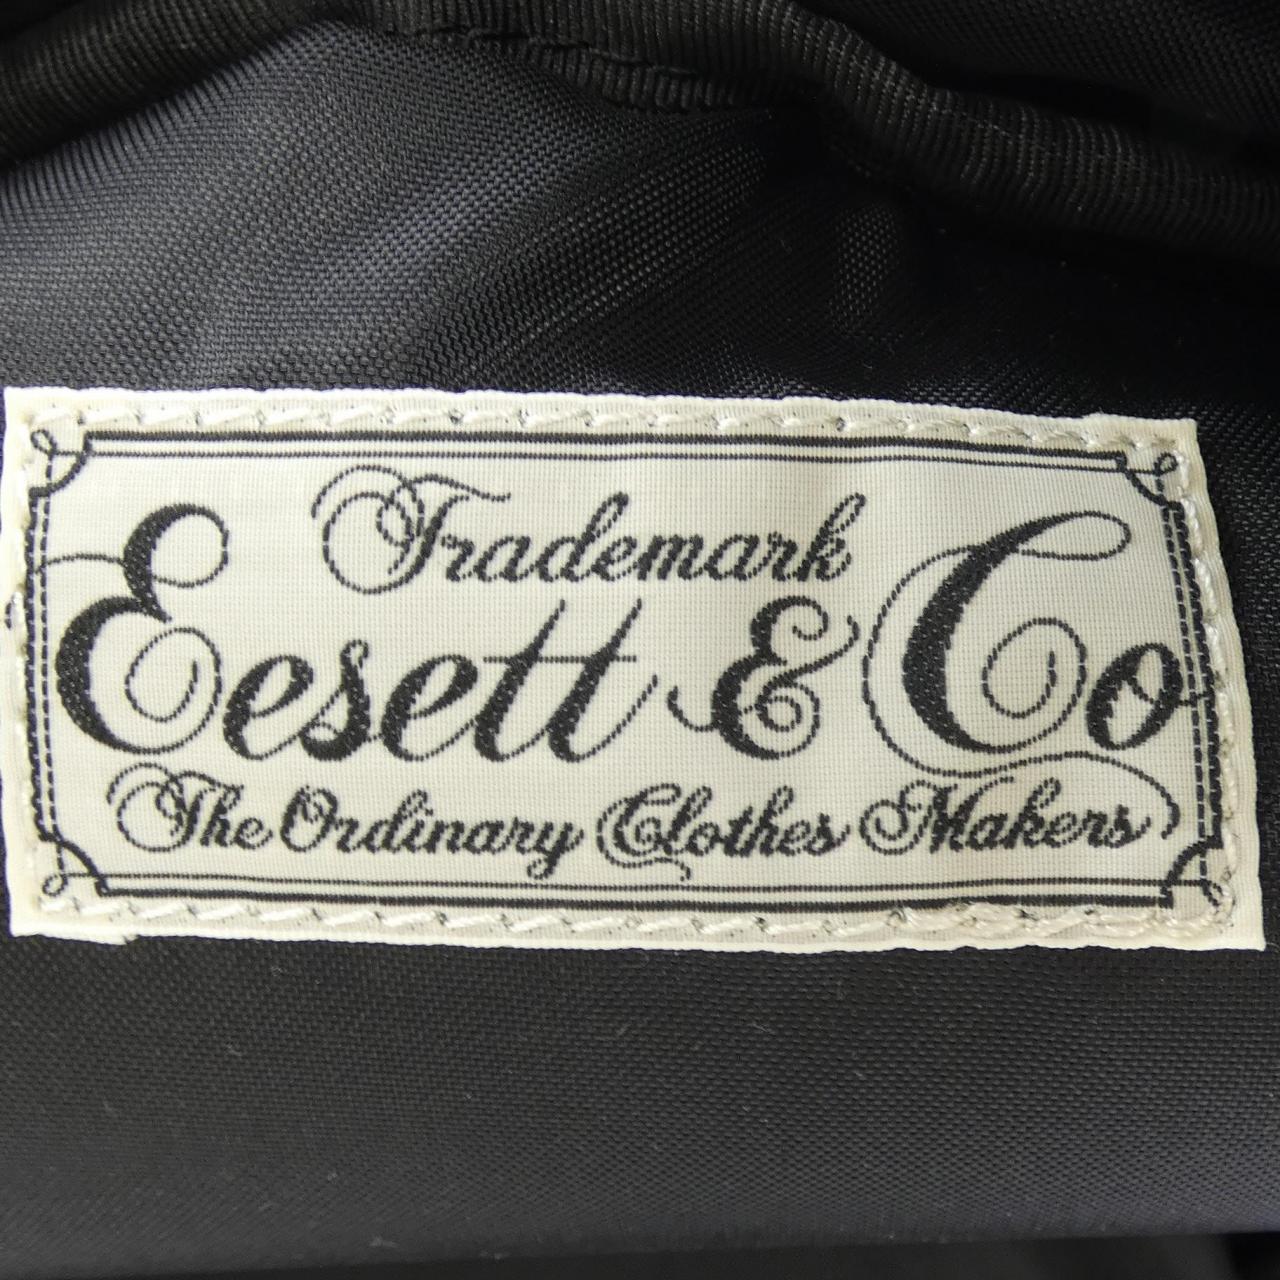 Trademark
Eesett & Co
The Ordinary Clothes Makers